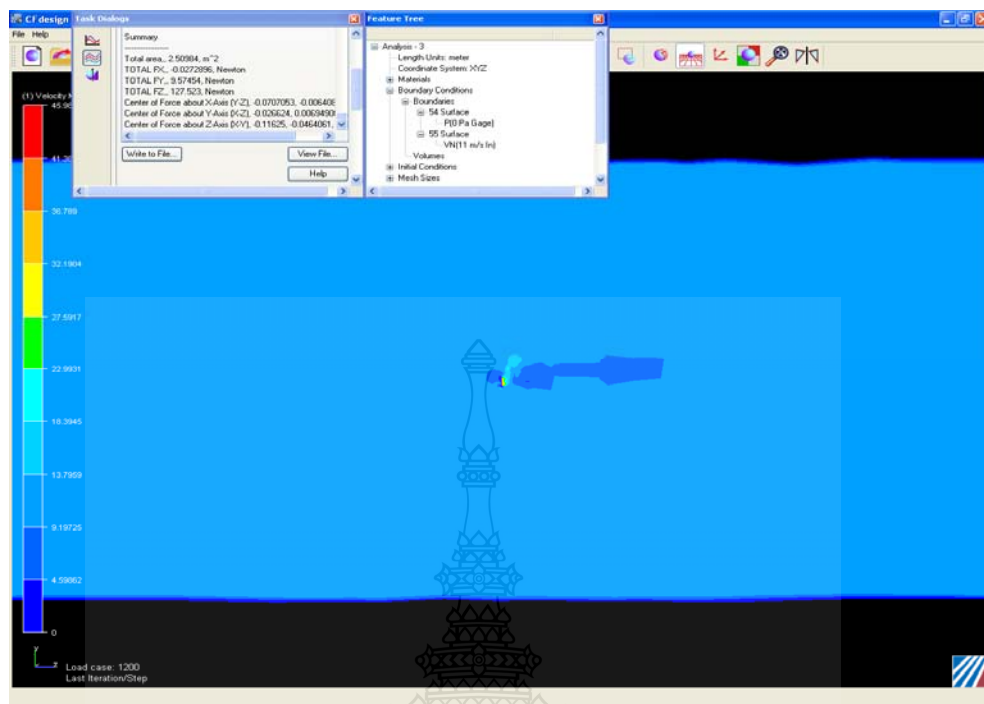 CFdesign
Task Dialogs
Feature Tree
File Help
Summary
Total area,, 2.50984, m^2
TOTAL FX,, -0.0272896, Newton
TOTAL FY,, 3.57454, Newton
TOTAL FZ,, 127.523, Newton
Center of Force about X-Axis (Y-Z), -0.0707053, -0.006408
Center of Force about Y-Axis (X-Z), -0.026624, 0.00694908
Center of Force about Z-Axis (X-Y), -0.11625, -0.0464061,
Write to File...
View File...
Help
Analysis - 3
Length Units: meter
Coordinate System: XYZ
Materials
Boundary Conditions
Boundaries
54 Surface
P(0 Pa Gage)
55 Surface
VN(11 m/s lin)
Volumes
Initial Conditions
Mesh Sizes
(1) Velocity M
45.98
41.38
36.789
32.1904
27.5917
22.9931
18.3945
13.7959
9.19725
4.59862
0
y
z
Load case: 1200
Last Iteration/Step